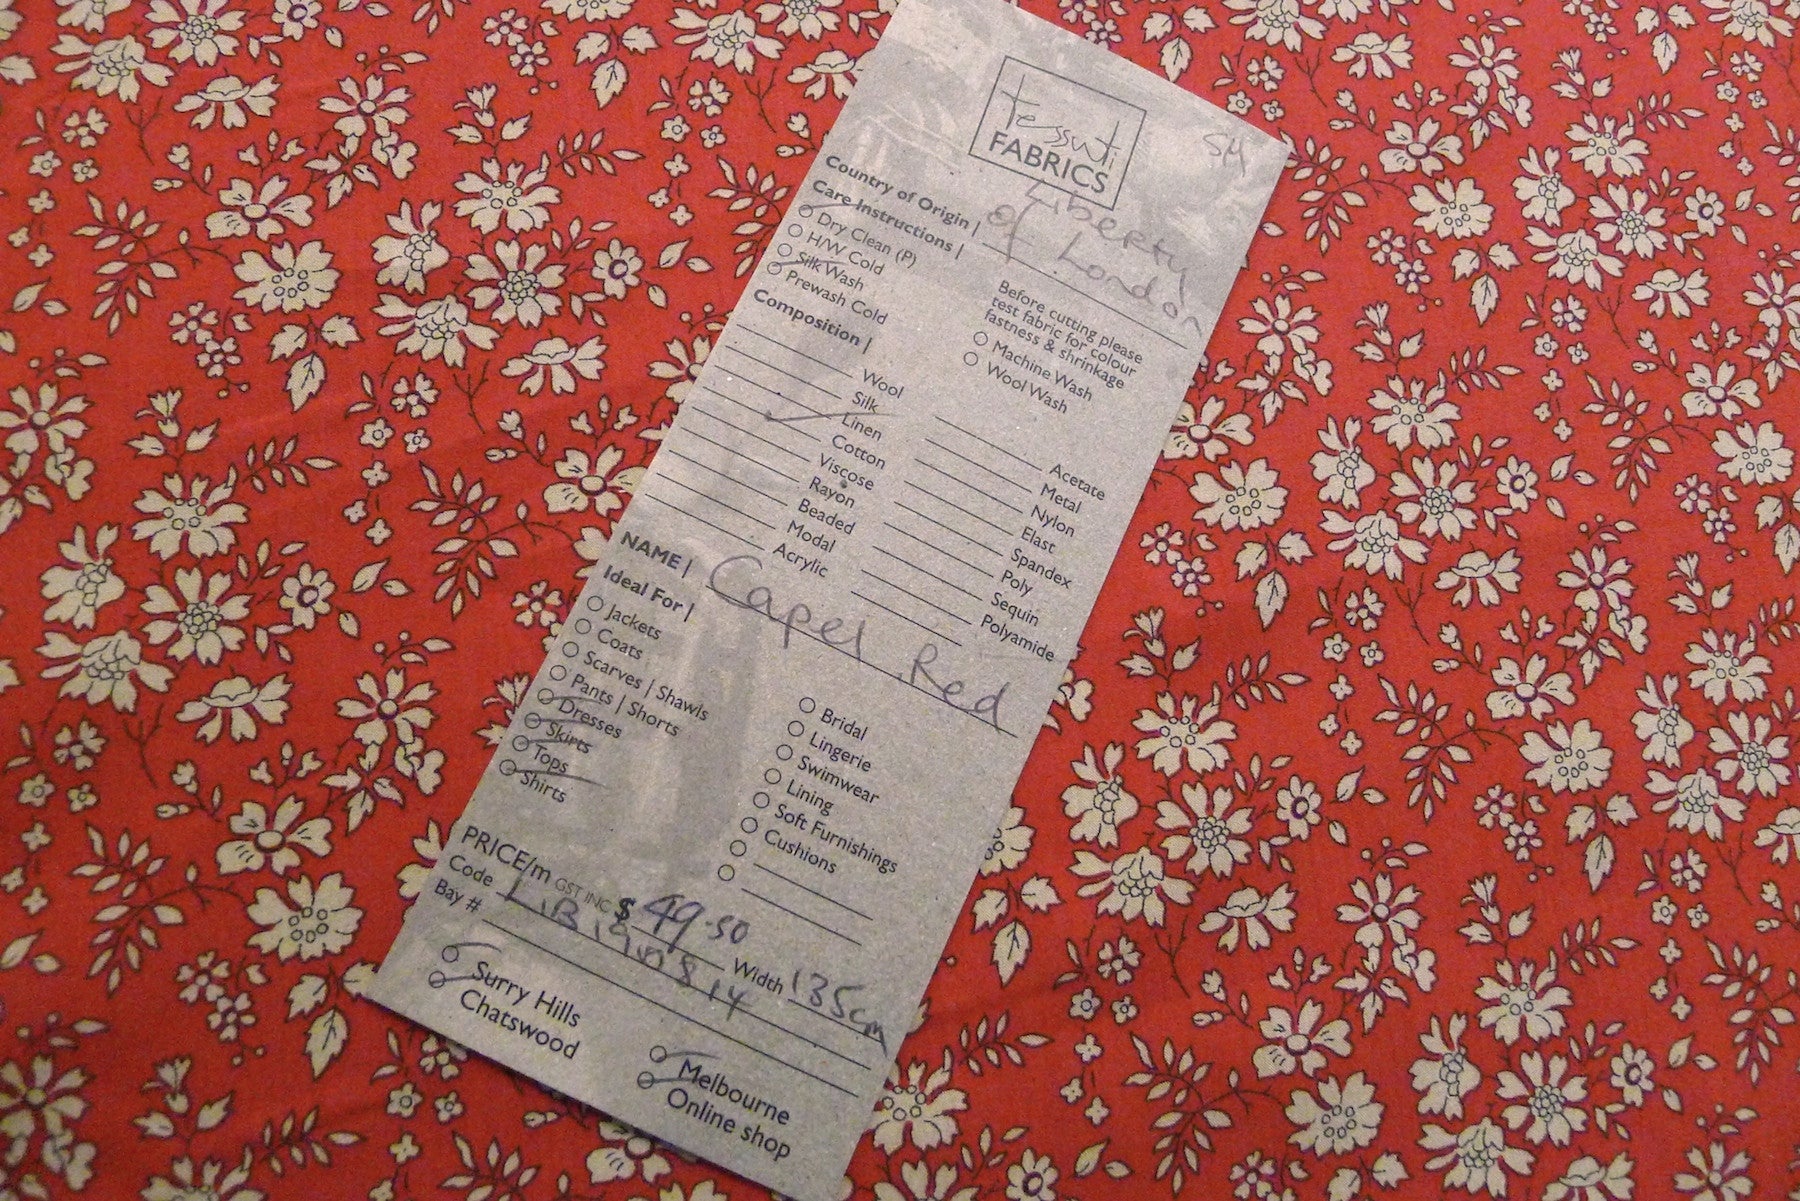 tessuti
FABRICS
Country of Origin | Liberty
of London
Care Instructions |
Dry Clean (P)
H/W Cold
Silk Wash
Prewash Cold
Before cutting please
test fabric for colour
fastness & shrinkage
Machine Wash
Wool Wash
Composition |
Wool
Silk
Linen
Cotton
Viscose
Rayon
Beaded
Modal
Acrylic
Acetate
Metal
Nylon
Elast
Spandex
Poly
Sequin
Polyamide
NAME | Capel Red
Ideal For |
Jackets
Coats
Scarves | Shawls
Pants | Shorts
Dresses
Skirts
Tops
Shirts
Bridal
Lingerie
Swimwear
Lining
Soft Furnishings
Cushions
PRICE/m GST INC $ 49.50
Width 135cm
Code
Bay #
Surry Hills
Chatswood
Melbourne
Online shop